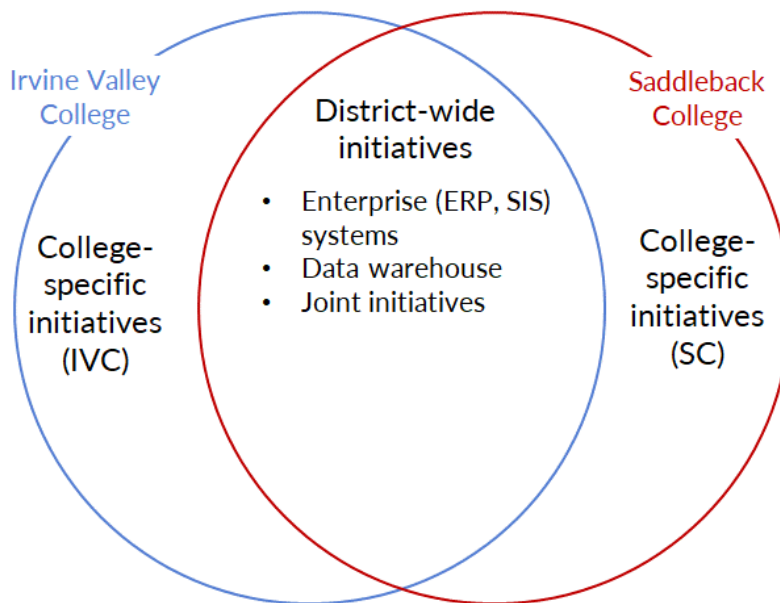 Irvine Valley
College
Saddleback
College
District-wide
initiatives
• Enterprise (ERP, SIS)
systems
• Data warehouse
• Joint initiatives
College-
specific
initiatives
(IVC)
College-
specific
initiatives
(SC)